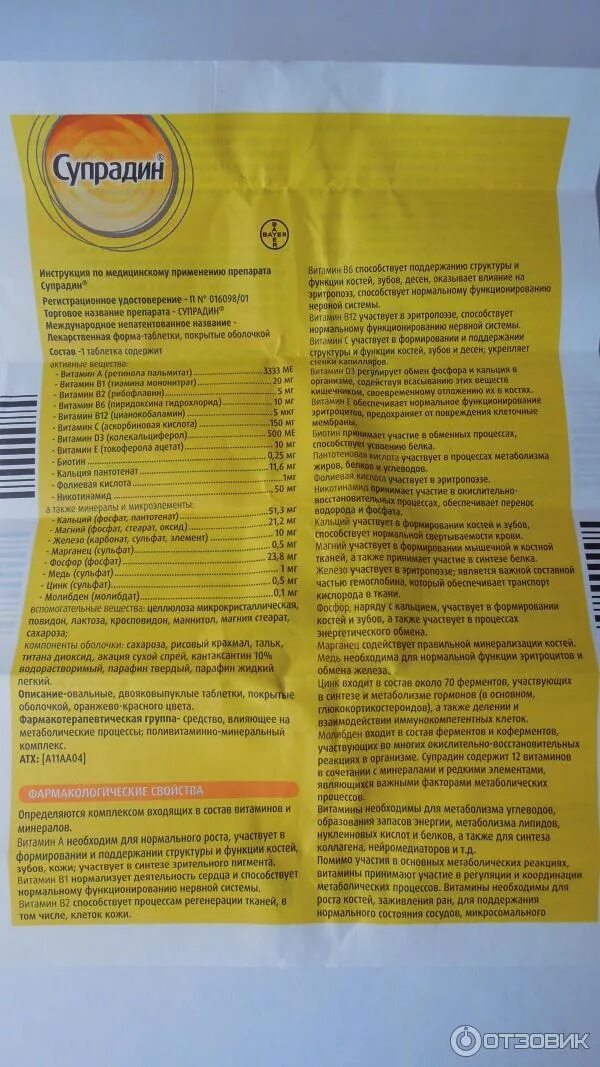 Супрадин®
BAYER
BAYER
Инструкция по медицинскому применению препарата
Супрадин®
Регистрационное удостоверение - П N° 016098/01
Торговое название препарата - СУПРАДИН®
Международное непатентованное название -
Лекарственная форма-таблетки, покрытые оболочкой
Состав -1 таблетка содержит
активные вещества:
- Витамин А (ретинола пальмитат) 3333 МЕ
- Витамин В1 (тиамина мононитрат) 20 мг
- Витамин В2 (рибофлавин) 5 мг
- Витамин В6 (пиридоксина гидрохлорид) 10 мг
- Витамин В12 (цианокобаламин) 5 мкг
- Витамин С (аскорбиновая кислота) 150 мг
- Витамин D3 (колекальциферол) 500 МЕ
- Витамин Е (токоферола ацетат) 10 мг
- Биотин 0,25 мг
- Кальция пантотенат 11,6 мг
- Фолиевая кислота 1мг
- Никотинамид 50 мг
а также минералы и микроэлементы:
- Кальций (фосфат, пантотенат) 51,3 мг
- Магний (фосфат, стеарат, оксид) 21,2 мг
- Железо (карбонат, сульфат, элемент) 10 мг
- Марганец (сульфат) 0,5 мг
- Фосфор (фосфат) 23,8 мг
- Медь (сульфат) 1 мг
- Цинк (сульфат) 0,5 мг
- Молибден (молибдат) 0,1 мг
вспомогательные вещества: целлюлоза микрокристаллическая,
повидон, лактоза, кросповидон, маннитол, магния стеарат,
сахароза;
компоненты оболочки: сахароза, рисовый крахмал, тальк,
титана диоксид, акация сухой спрей, кантаксантин 10%
водорастворимый, парафин твердый, парафин жидкий
легкий.
Описание-овальные, двояковыпуклые таблетки, покрытые
оболочкой, оранжево-красного цвета.
Фармакотерапевтическая группа- средство, влияющее на
метаболические процессы; поливитаминно-минеральный
комплекс.
АТХ: [А11АА04]
ФАРМАКОЛОГИЧЕСКИЕ СВОЙСТВА
Определяются комплексом входящих в состав витаминов и
минералов.
Витамин А необходим для нормального роста, участвует в
формировании и поддержании структуры и функции костей,
зубов, кожи; участвует в синтезе зрительного пигмента.
Витамин В1 нормализует деятельность сердца и способствует
нормальному функционированию нервной системы.
Витамин В2 способствует процессам регенерации тканей, в
том числе, клеток кожи.
Витамин В6 способствует поддержанию структуры и
функции костей, зубов, десен, оказывает влияние на
эритропоэз, способствует нормальному функционированию
нервной системы.
Витамин В12 участвует в эритропоэзе, способствует
нормальному функционированию нервной системы.
Витамин С участвует в формировании и поддержании
структуры и функции костей, зубов и десен; укрепляет
стенки капилляров.
Витамин D3 регулирует обмен фосфора и кальция в
организме, содействуя всасыванию этих веществ
кишечником, своевременному отложению их в костях.
Витамин Е обеспечивает нормальное функционирование
эритроцитов, предохраняет от повреждения клеточные
мембраны.
Биотин принимает участие в обменных процессах,
способствует усвоению белка.
Пантотеновая кислота участвует в процессах метаболизма
жиров, белков и углеводов.
Фолиевая кислота участвует в эритропоэзе.
Никотинамид принимает участие в окислительно-
восстановительных процессах, обеспечивает перенос
водорода и фосфата.
Кальций участвует в формировании костей и зубов,
способствует нормальной свертываемости крови.
Магний участвует в формировании мышечной и костной
тканей, а также принимает участие в синтезе белка.
Железо участвует в эритропоэзе; является важной составной
частью гемоглобина, который обеспечивает транспорт
кислорода в ткани.
Фосфор, наряду с кальцием, участвует в формировании
костей и зубов, а также участвует в процессах
энергетического обмена.
Марганец содействует правильной минерализации костей.
Медь необходима для нормальной функции эритроцитов и
обмена железа.
Цинк входит в состав около 70 ферментов, участвующих
в синтезе и метаболизме гормонов (в основном,
глюкокортикостероидов), а также делении и
взаимодействии иммунокомпетентных клеток.
Молибден входит в состав ферментов и коферментов,
участвующих во многих окислительно-восстановительных
реакциях в организме. Супрадин содержит 12 витаминов
в сочетании с минералами и редкими элементами,
являющихся важными факторами метаболических
процессов.
Витамины необходимы для метаболизма углеводов,
образования запасов энергии, метаболизма липидов,
нуклеиновых кислот и белков, а также для синтеза
коллагена, нейромедиаторов и т.д.
Помимо участия в основных метаболических реакциях,
витамины принимают участие в регуляции и координации
метаболических процессов. Витамины необходимы для
роста костей, заживления ран, для поддержания
нормального состояния сосудов, микросомального
ОТЗОВИК